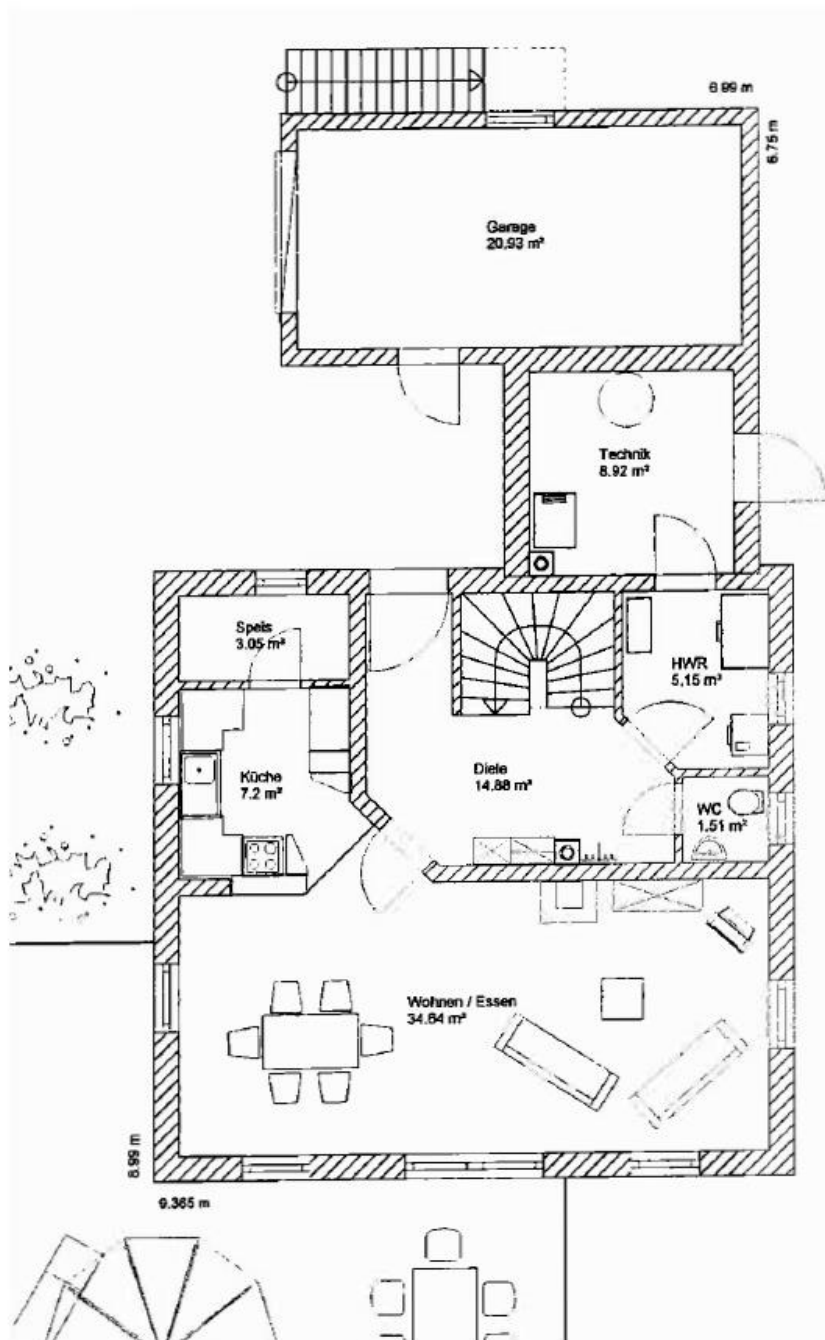 6.99 m
6.75 m
Garage
20,93 m²
Technik
8.92 m²
Speis
3.05 m²
HWR
5,15 m²
Küche
7.2 m²
Diele
14.88 m²
WC
1.51 m²
Wohnen / Essen
34.64 m²
8.99 m
9.365 m